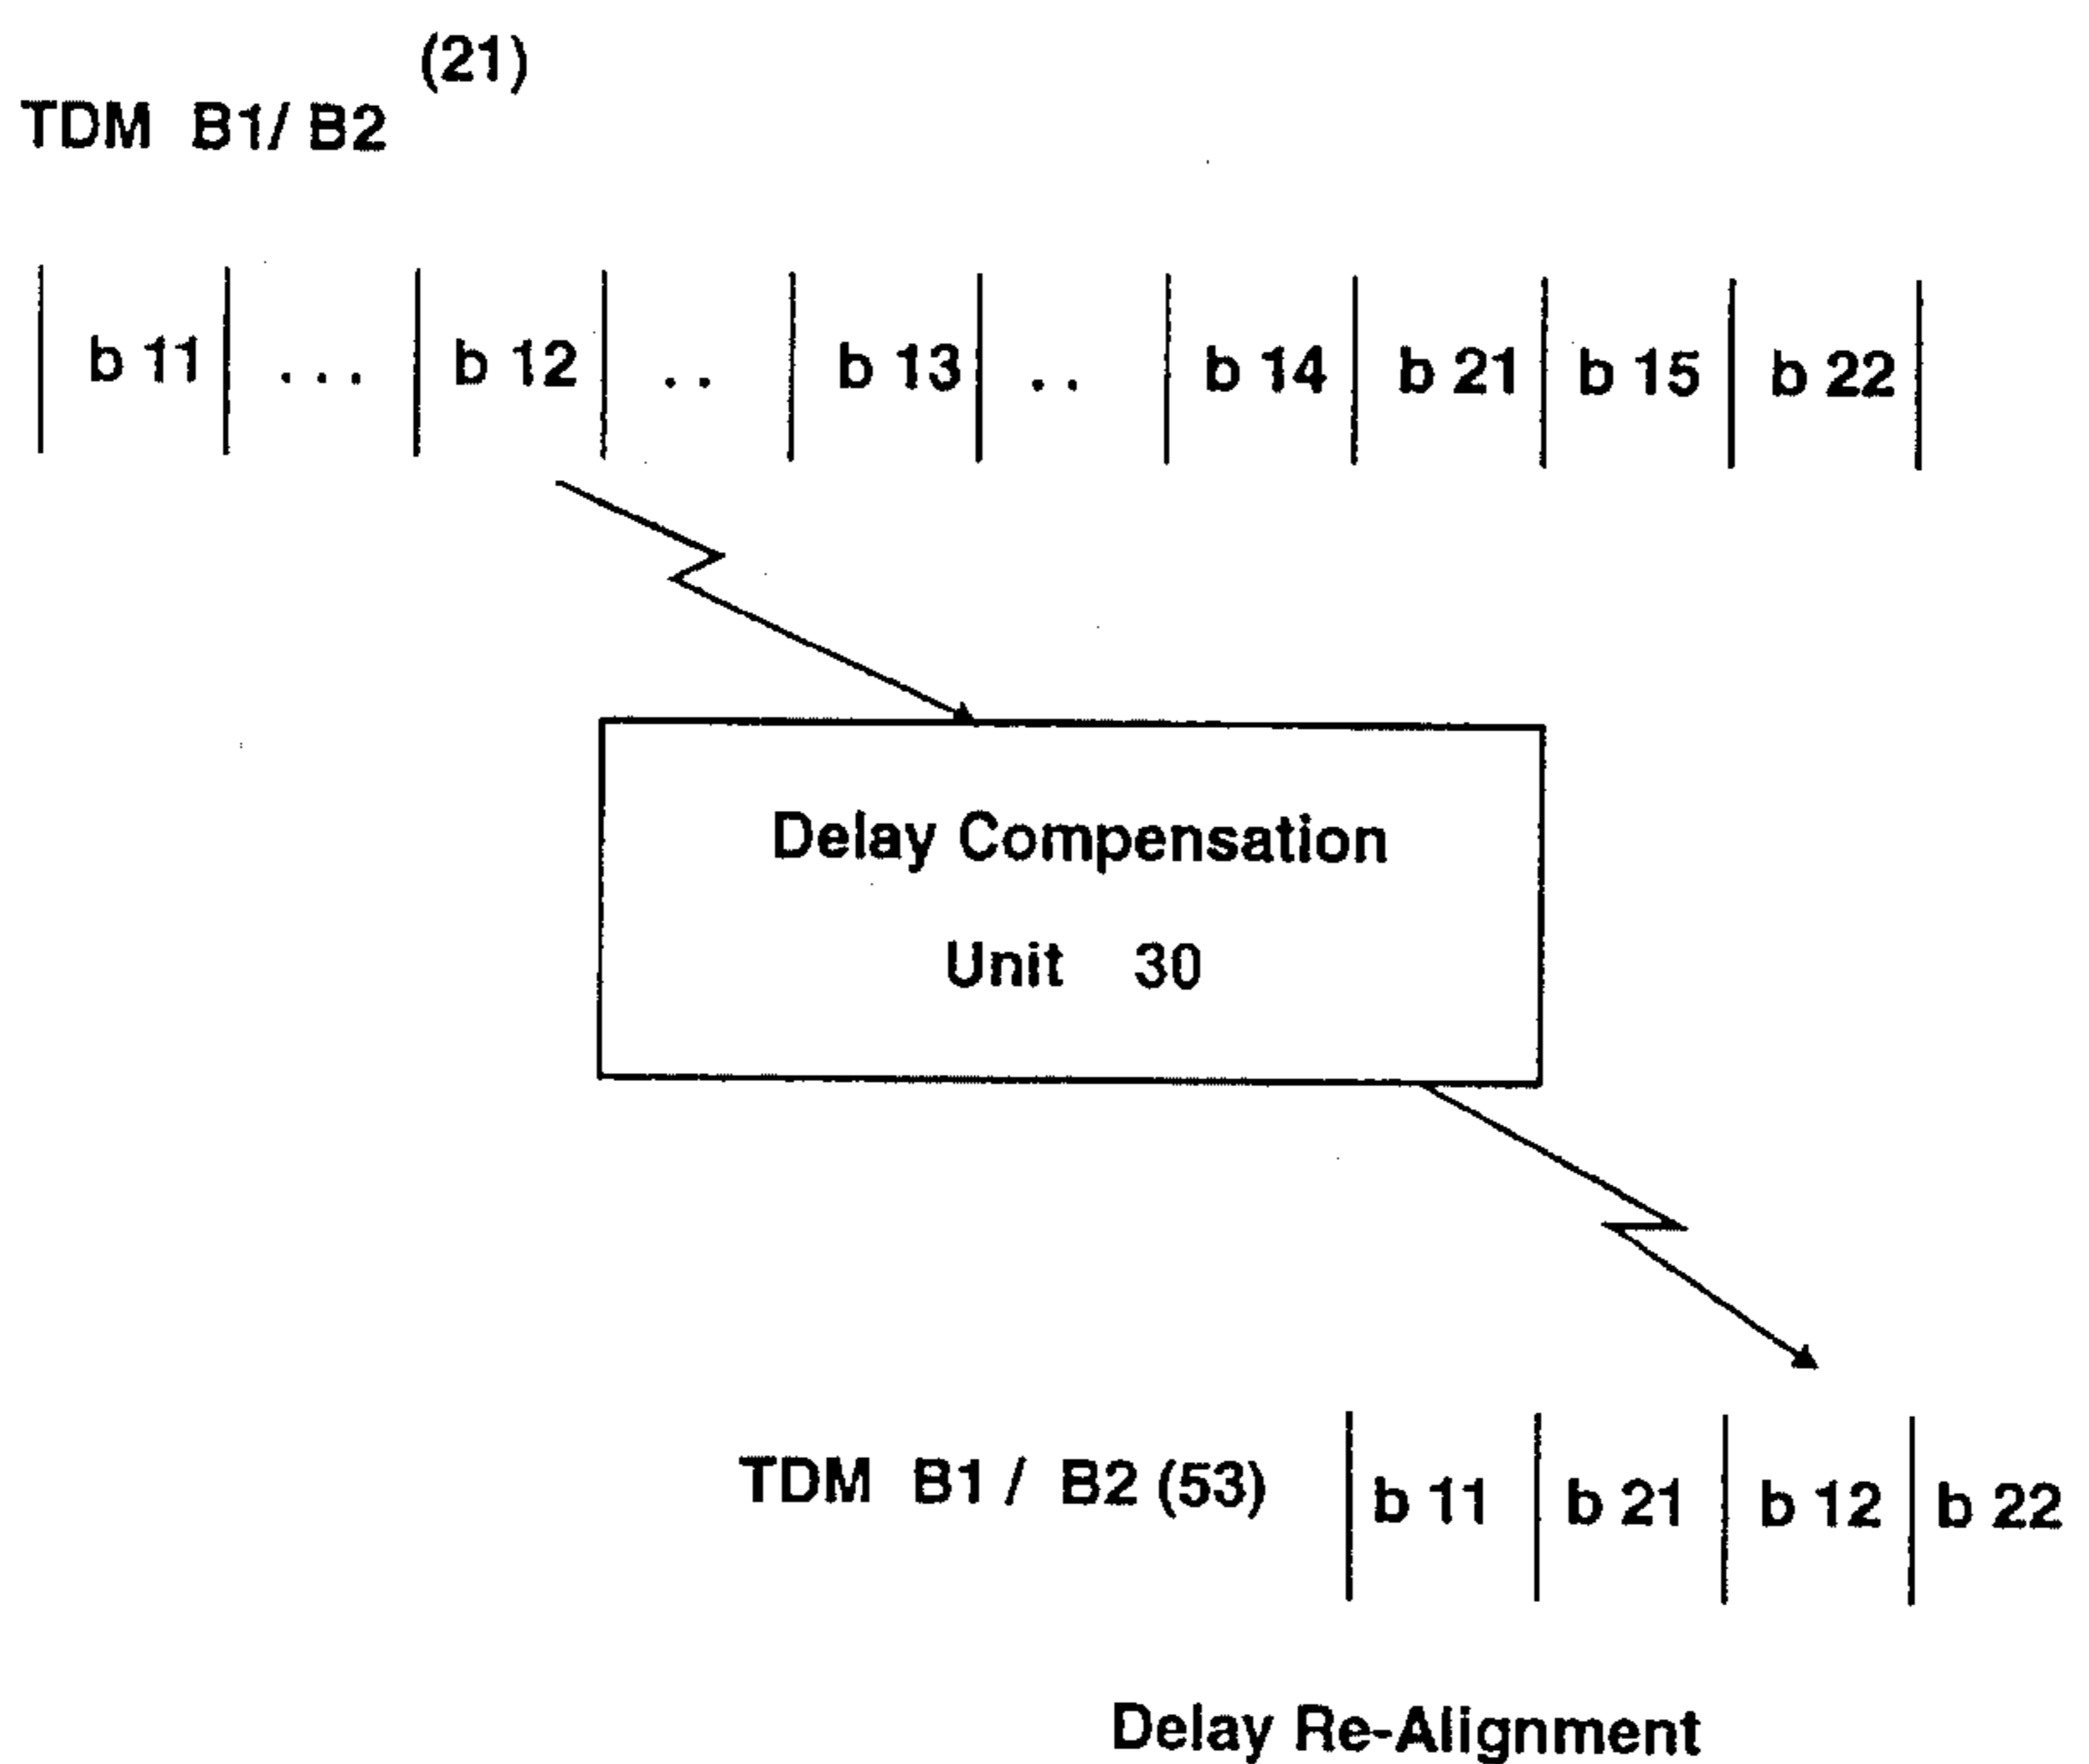 (21)
TDM B1/ B2
b 11 ... b 12 .. b 13 .. b 14 b 21 b 15 b 22
Delay Compensation
Unit 30
TDM B1 / B2 (53) b 11 b 21 b 12 b 22
Delay Re-Alignment